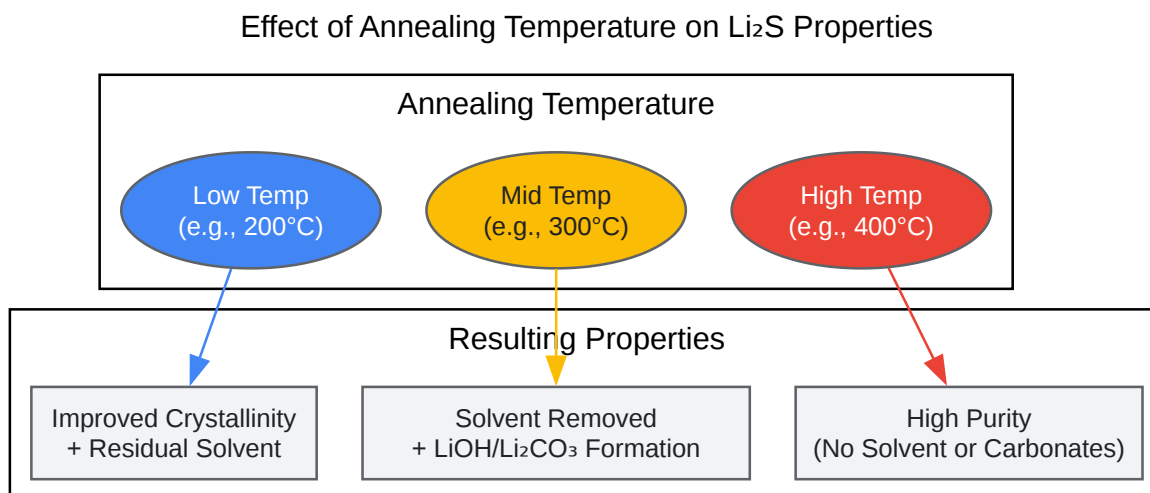 Effect of Annealing Temperature on Li₂S Properties
Annealing Temperature
Low Temp
(e.g., 200°C)
Mid Temp
(e.g., 300°C)
High Temp
(e.g., 400°C)
Resulting Properties
Improved Crystallinity
+ Residual Solvent
Solvent Removed
+ LiOH/Li₂CO₃ Formation
High Purity
(No Solvent or Carbonates)